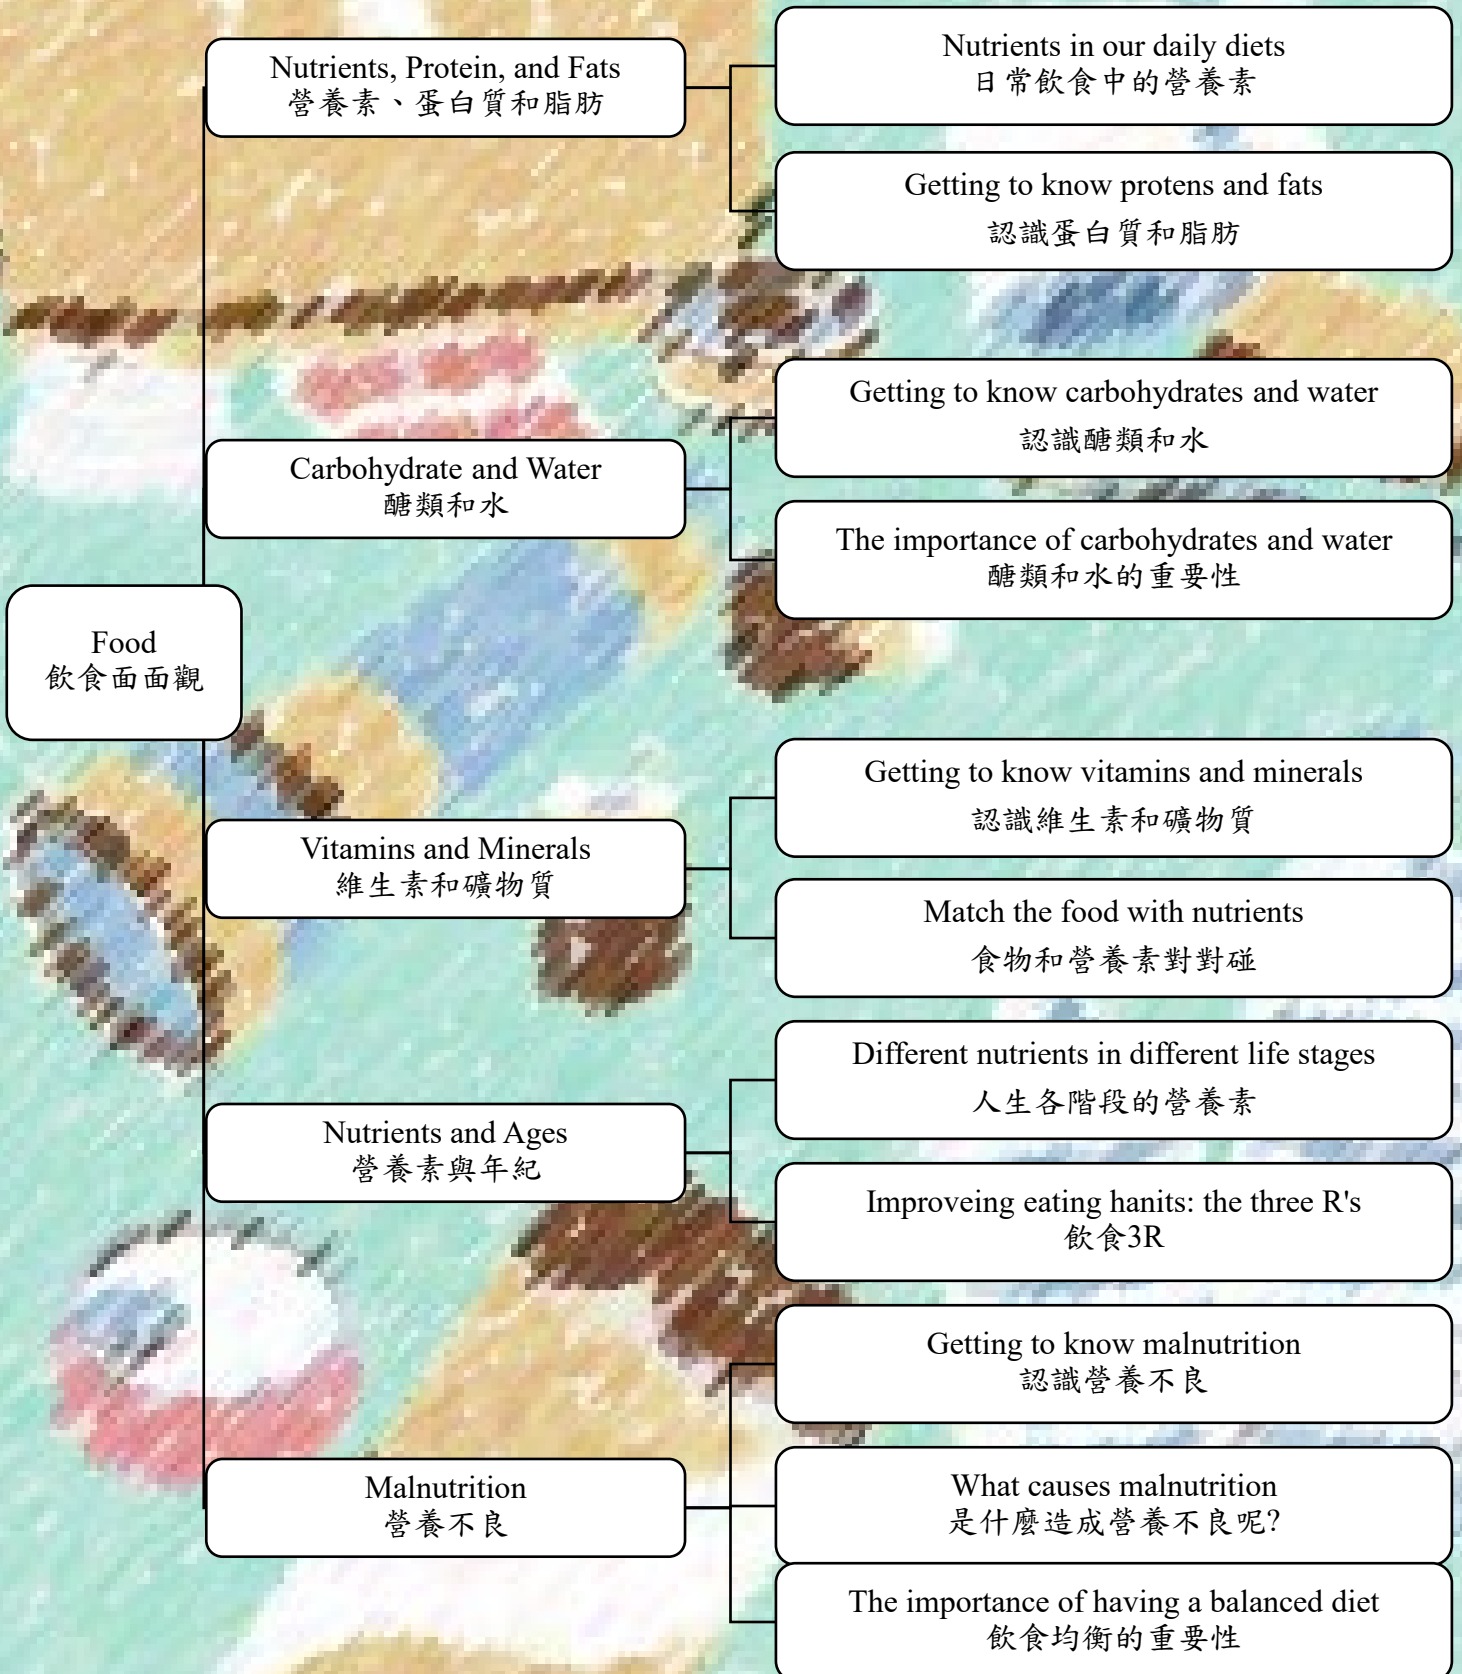 Food
飲食面面觀
Nutrients, Protein, and Fats
營養素、蛋白質和脂肪
Nutrients in our daily diets
日常飲食中的營養素
Getting to know protens and fats
認識蛋白質和脂肪
Carbohydrate and Water
醣類和水
Getting to know carbohydrates and water
認識醣類和水
The importance of carbohydrates and water
醣類和水的重要性
Vitamins and Minerals
維生素和礦物質
Getting to know vitamins and minerals
認識維生素和礦物質
Match the food with nutrients
食物和營養素對對碰
Nutrients and Ages
營養素與年紀
Different nutrients in different life stages
人生各階段的營養素
Improveing eating hanits: the three R's
飲食3R
Malnutrition
營養不良
Getting to know malnutrition
認識營養不良
What causes malnutrition
是什麼造成營養不良呢?
The importance of having a balanced diet
飲食均衡的重要性